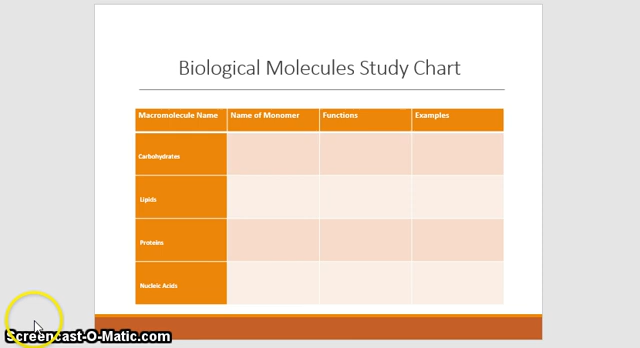 Biological Molecules Study Chart
Macromolecule Name Name of Monomer Functions Examples
Carbohydrates
Lipids
Proteins
Nucleic Acids
Screencast-O-Matic.com